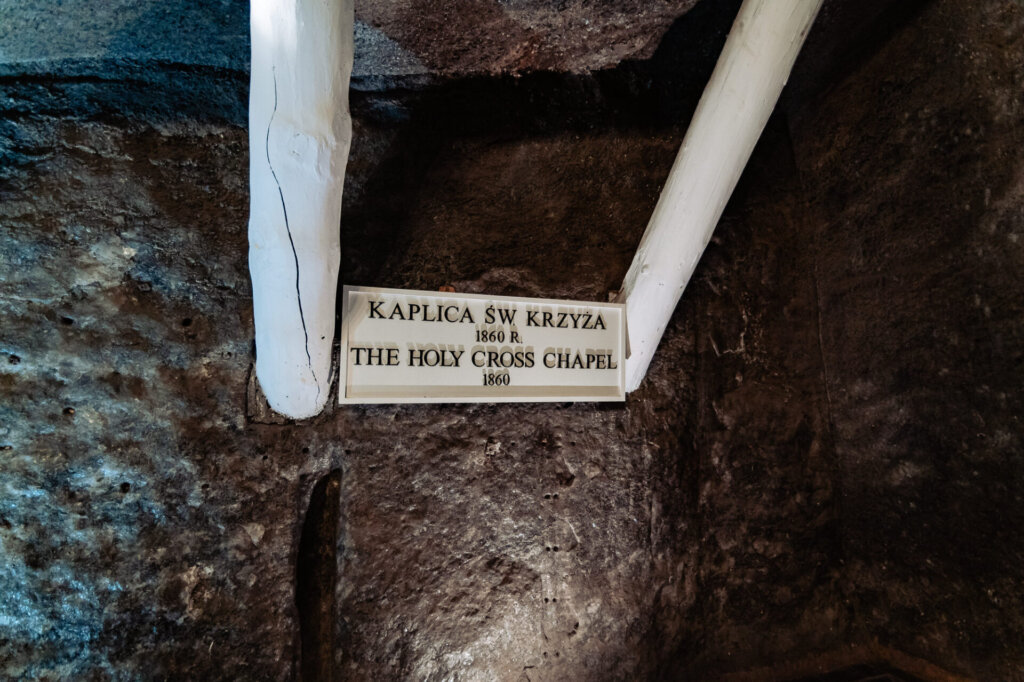 KAPLICA ŚW. KRZYŻA
1860 R.
THE HOLY CROSS CHAPEL
1860